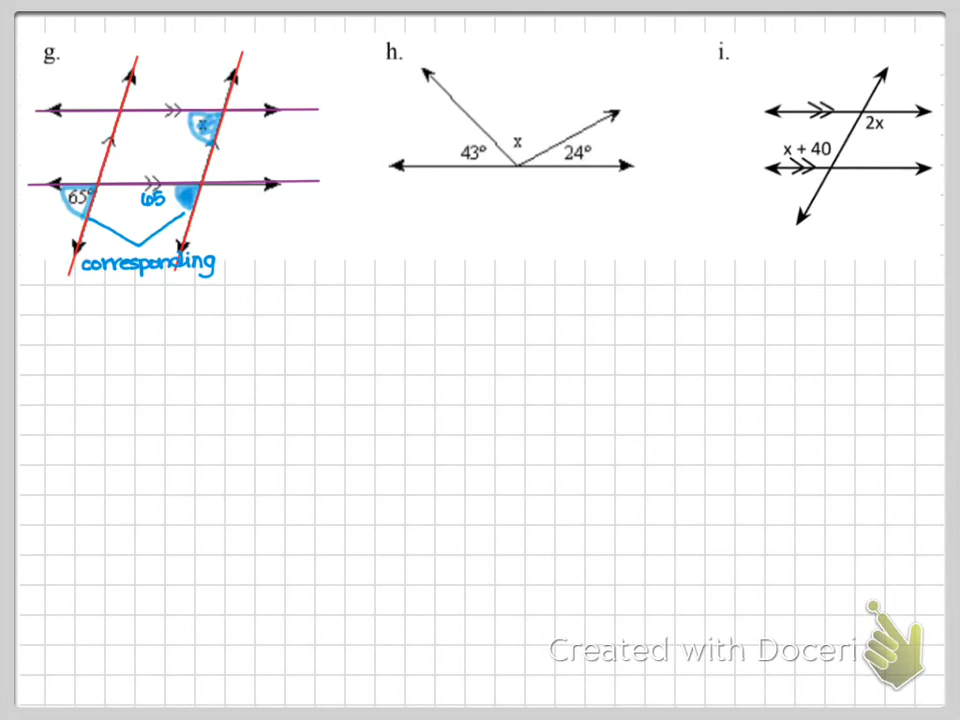 g.
x
65°
65
corresponding
h.
43°
x
24°
i.
2x
x + 40
Created with Doceri